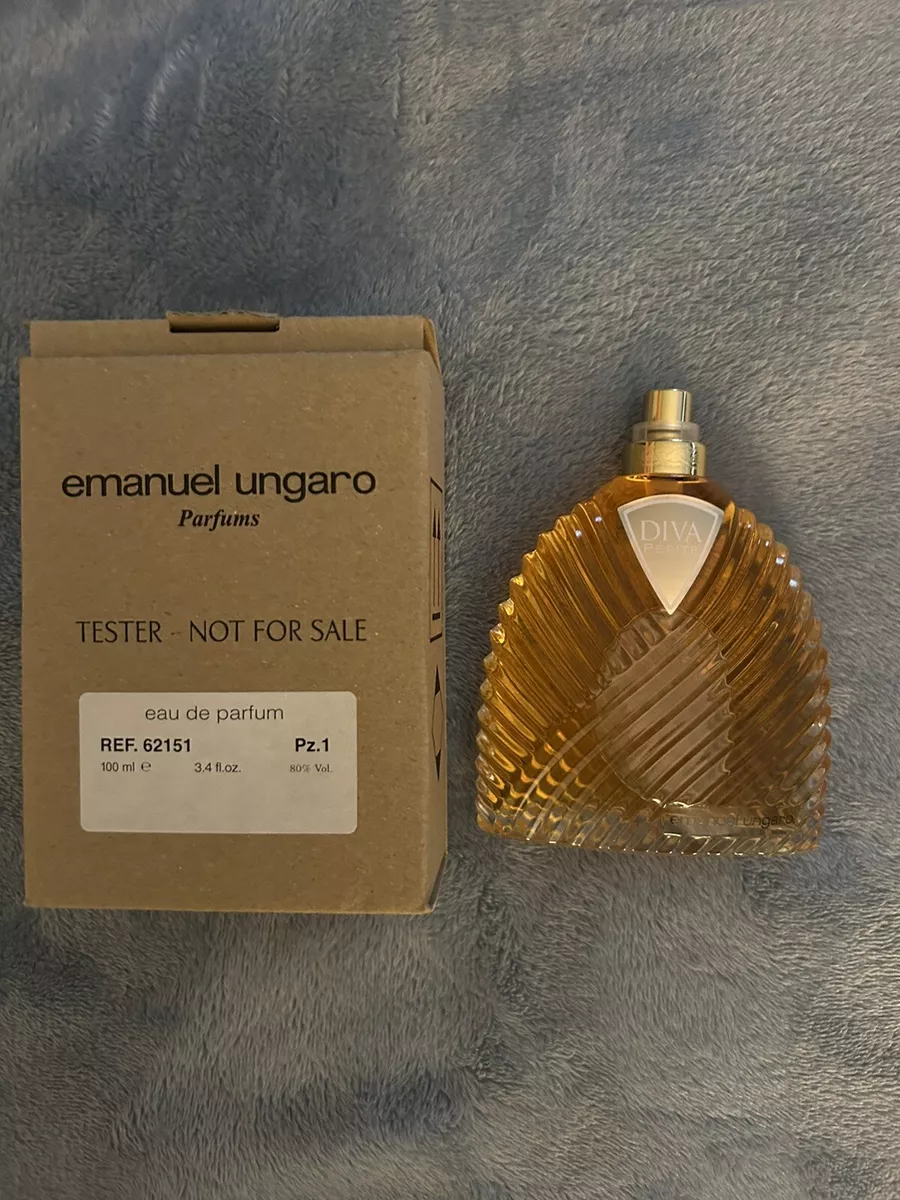 emanuel ungaro
Parfums
TESTER - NOT FOR SALE
eau de parfum
REF. 62151 Pz.1
100 ml ℮ 3.4 fl.oz. 80% Vol.
DIVA
PEPITE
emanuel ungaro